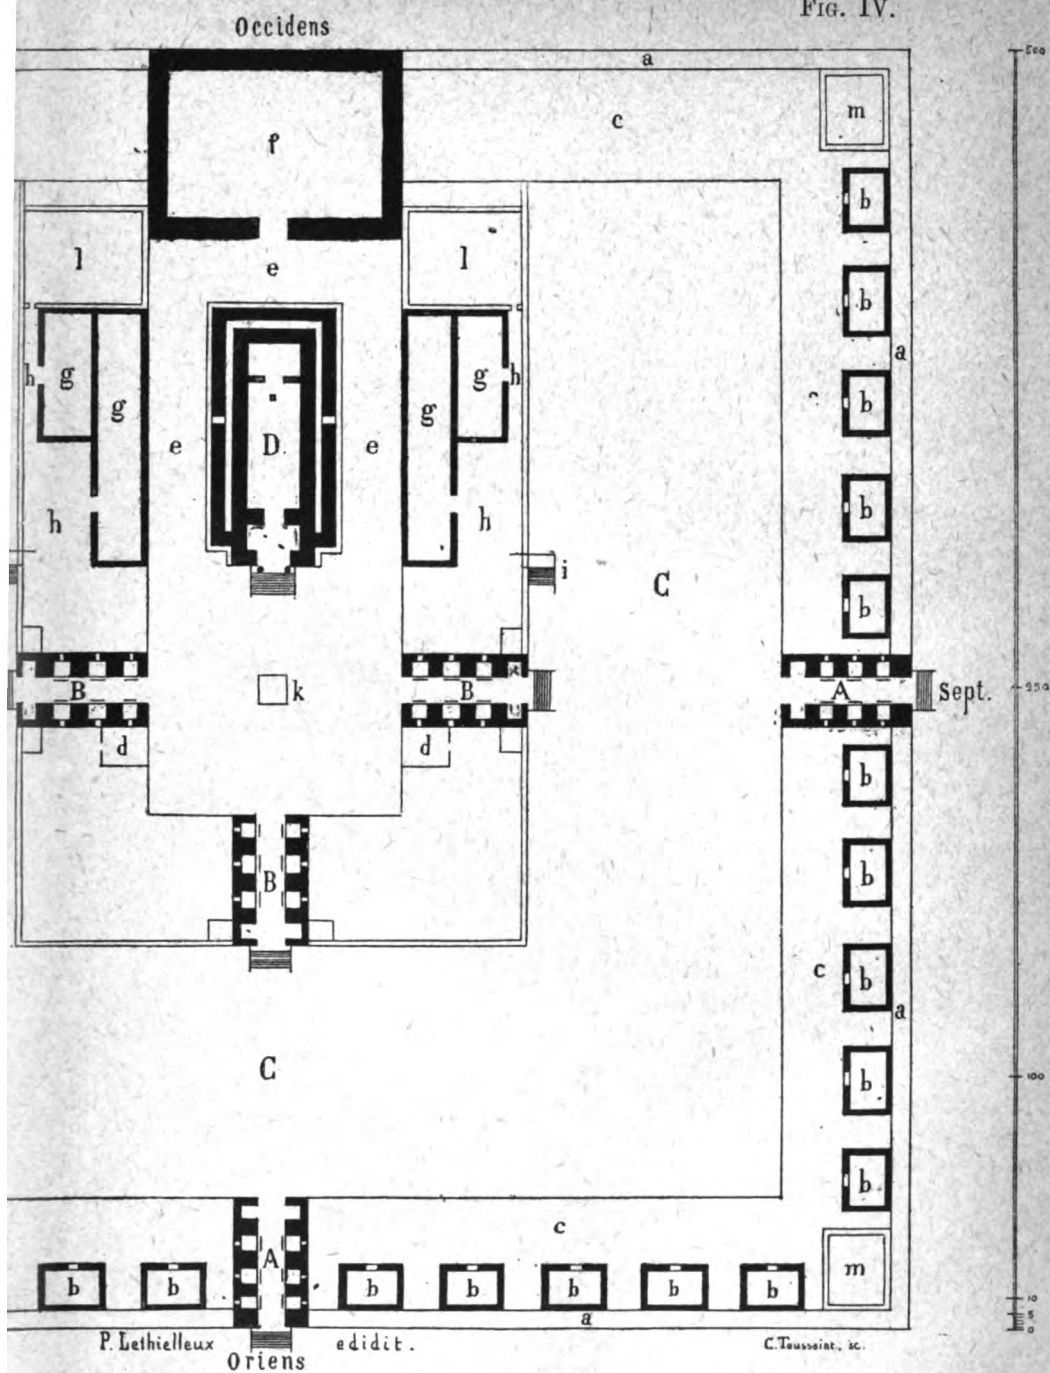 FIG. IV.
Occidens
a
500
f
c
m
b
l
e
l
b
a
h
g
g
g
g
h
b
e
D.
e
h
h
b
i
C
b
B
k
B
A
Sept.
250
d
d
b
B
b
c
b
a
C
b
100
b
c
A
m
b
b
b
b
b
b
b
10
5
0
a
P. Lethielleux edidit. C. Toussaint, sc.
Oriens